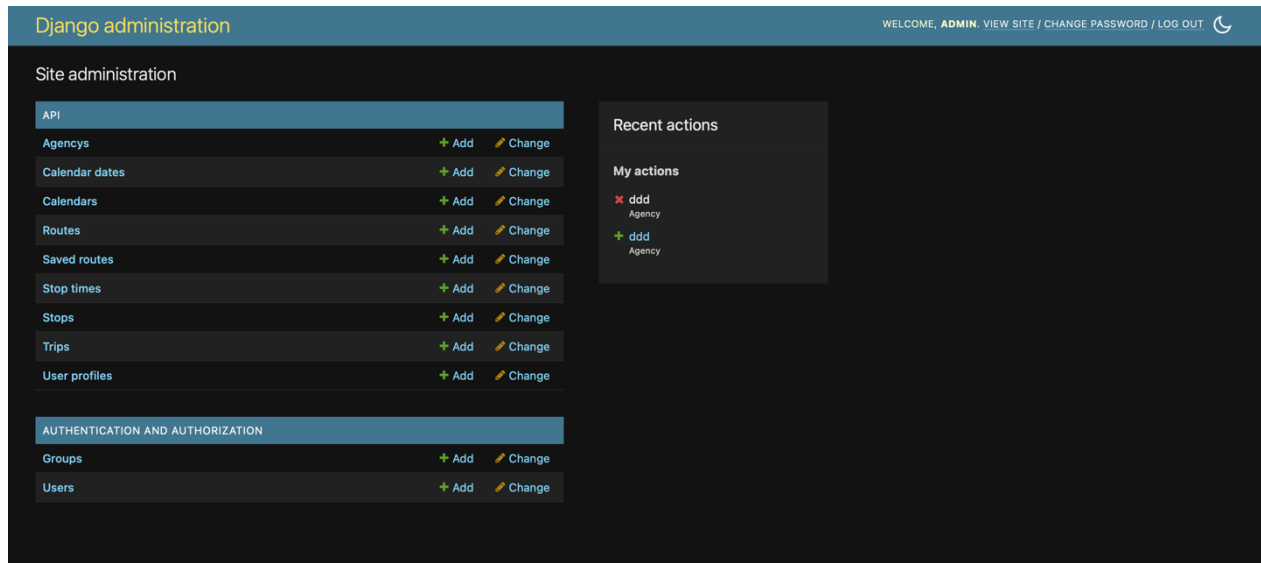 Django administration
WELCOME, ADMIN. VIEW SITE / CHANGE PASSWORD / LOG OUT
Site administration
API
Agencys Add Change
Calendar dates Add Change
Calendars Add Change
Routes Add Change
Saved routes Add Change
Stop times Add Change
Stops Add Change
Trips Add Change
User profiles Add Change
AUTHENTICATION AND AUTHORIZATION
Groups Add Change
Users Add Change
Recent actions
My actions
ddd
Agency
ddd
Agency